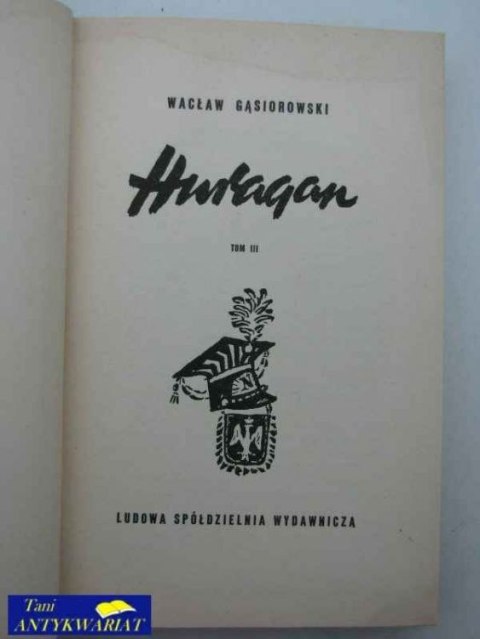 WACŁAW GĄSIOROWSKI
Huragan
TOM III
N
LUDOWA SPÓŁDZIELNIA WYDAWNICZA
Tani
ANTYKWARIAT